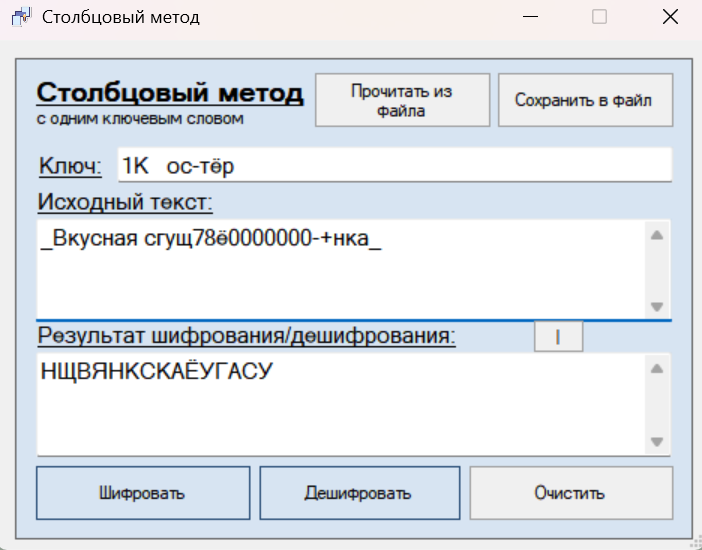 Столбцовый метод
Столбцовый метод
с одним ключевым словом
Прочитать из
файла
Сохранить в файл
Ключ: 1К   ос-тёр
Исходный текст:
_Вкусная сгущ78ё0000000-+нка_
Результат шифрования/дешифрования:
|
НЩВЯНКСКАЁУГАСУ
Шифровать
Дешифровать
Очистить